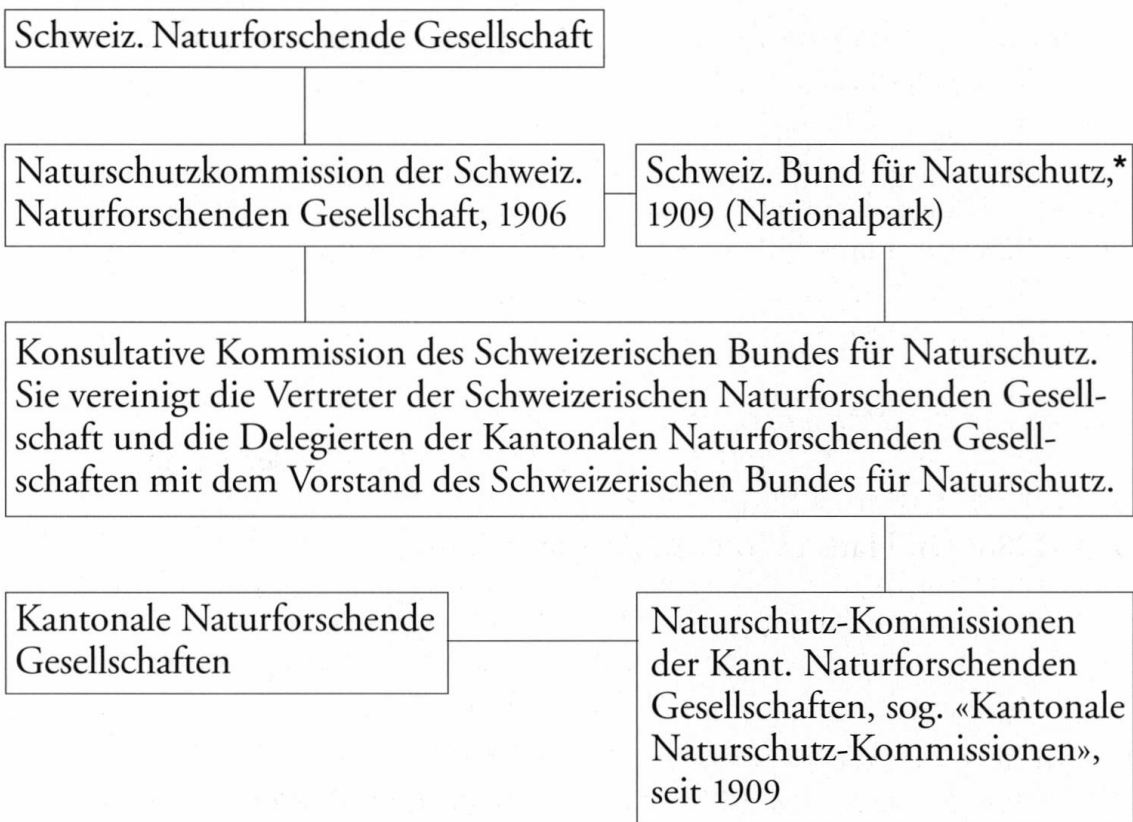 Schweiz. Naturforschende Gesellschaft
Naturschutzkommission der Schweiz.
Naturforschenden Gesellschaft, 1906
Schweiz. Bund für Naturschutz,*
1909 (Nationalpark)
Konsultative Kommission des Schweizerischen Bundes für Naturschutz.
Sie vereinigt die Vertreter der Schweizerischen Naturforschenden Gesell-
schaft und die Delegierten der Kantonalen Naturforschenden Gesell-
schaften mit dem Vorstand des Schweizerischen Bundes für Naturschutz.
Kantonale Naturforschende
Gesellschaften
Naturschutz-Kommissionen
der Kant. Naturforschenden
Gesellschaften, sog. «Kantonale
Naturschutz-Kommissionen»,
seit 1909